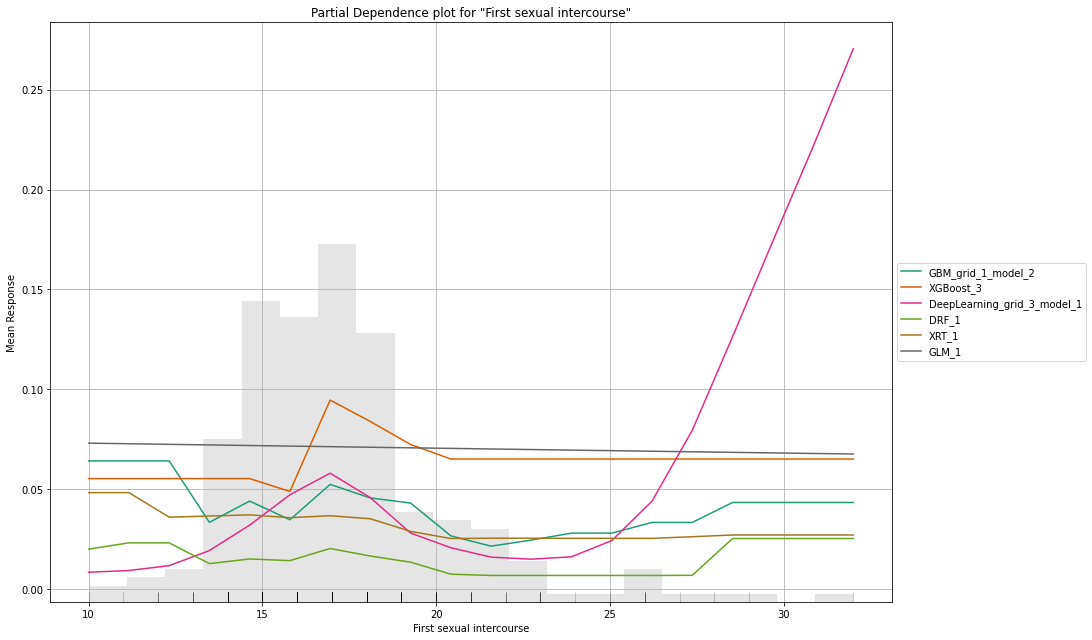 Partial Dependence plot for "First sexual intercourse"
Mean Response
0.25
0.20
0.15
0.10
0.05
0.00
10
15
20
25
30
First sexual intercourse
GBM_grid_1_model_2
XGBoost_3
DeepLearning_grid_3_model_1
DRF_1
XRT_1
GLM_1